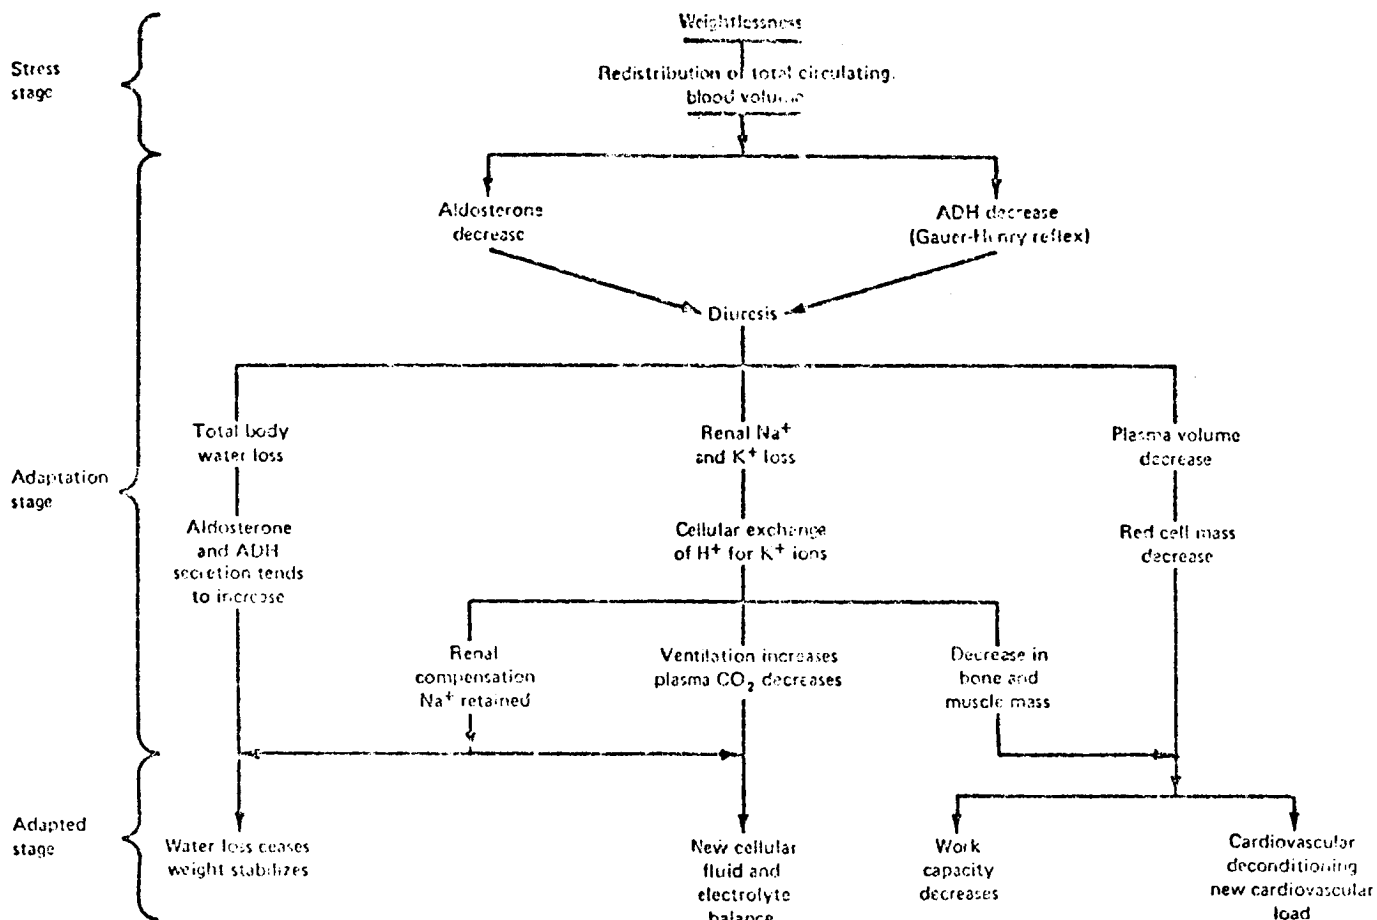 Weightlessness
Stress
stage
Redistribution of total circulating
blood volume
Aldosterone
decrease
ADH decrease
(Gauer-Henry reflex)
Diuresis
Adaptation
stage
Total body
water loss
Renal Na+
and K+ loss
Plasma volume
decrease
Aldosterone
and ADH
secretion tends
to increase
Cellular exchange
of H+ for K+ ions
Red cell mass
decrease
Renal
compensation
Na+ retained
Ventilation increases
plasma CO2 decreases
Decrease in
bone and
muscle mass
Adapted
stage
Water loss ceases
weight stabilizes
New cellular
fluid and
electrolyte
balance
Work
capacity
decreases
Cardiovascular
deconditioning
new cardiovascular
load